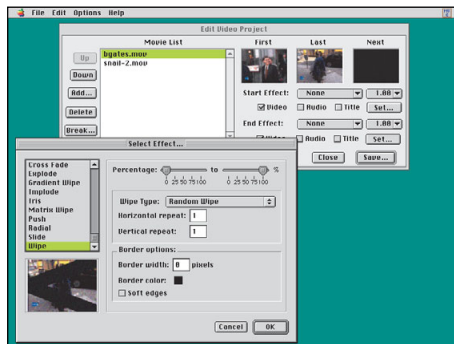 File Edit Options Help
Edit Video Project
Movie List
First
Last
Next
Up
Down
Add...
Delete
Break...
bgates.mov
snail-2.mov
Start Effect: None 1.00
Video Audio Title Set...
End Effect: None 1.00
Video Audio Title Set...
Close Save...
Select Effect...
Cross Fade
Explode
Gradient Wipe
Implode
Iris
Matrix Wipe
Push
Radial
Slide
Wipe
Percentage: to %
0 25 50 75 100 0 25 50 75 100
Wipe Type: Random Wipe
Horizontal repeat: 1
Vertical repeat: 1
Border options:
Border width: 0 pixels
Border color:
Soft edges
Cancel OK